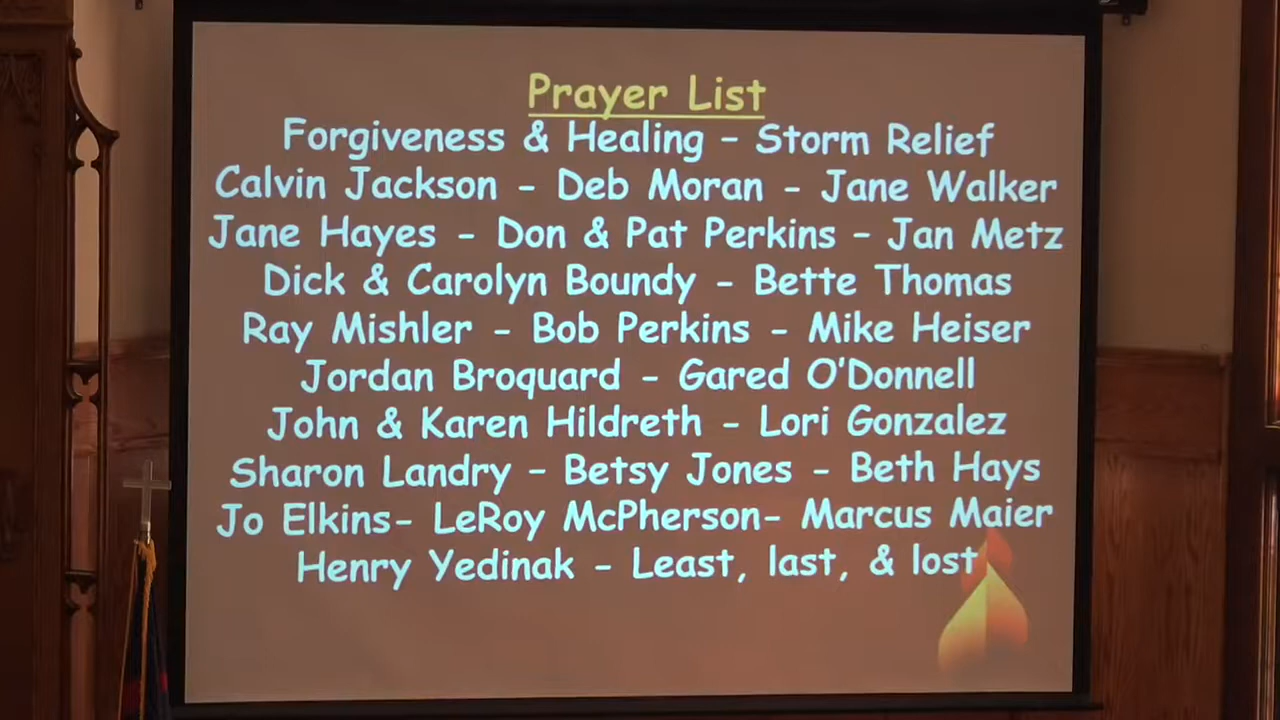 Prayer List
Forgiveness & Healing - Storm Relief
Calvin Jackson - Deb Moran - Jane Walker
Jane Hayes - Don & Pat Perkins - Jan Metz
Dick & Carolyn Boundy - Bette Thomas
Ray Mishler - Bob Perkins - Mike Heiser
Jordan Broquard - Gared O'Donnell
John & Karen Hildreth - Lori Gonzalez
Sharon Landry - Betsy Jones - Beth Hays
Jo Elkins- LeRoy McPherson- Marcus Maier
Henry Yedinak - Least, last, & lost